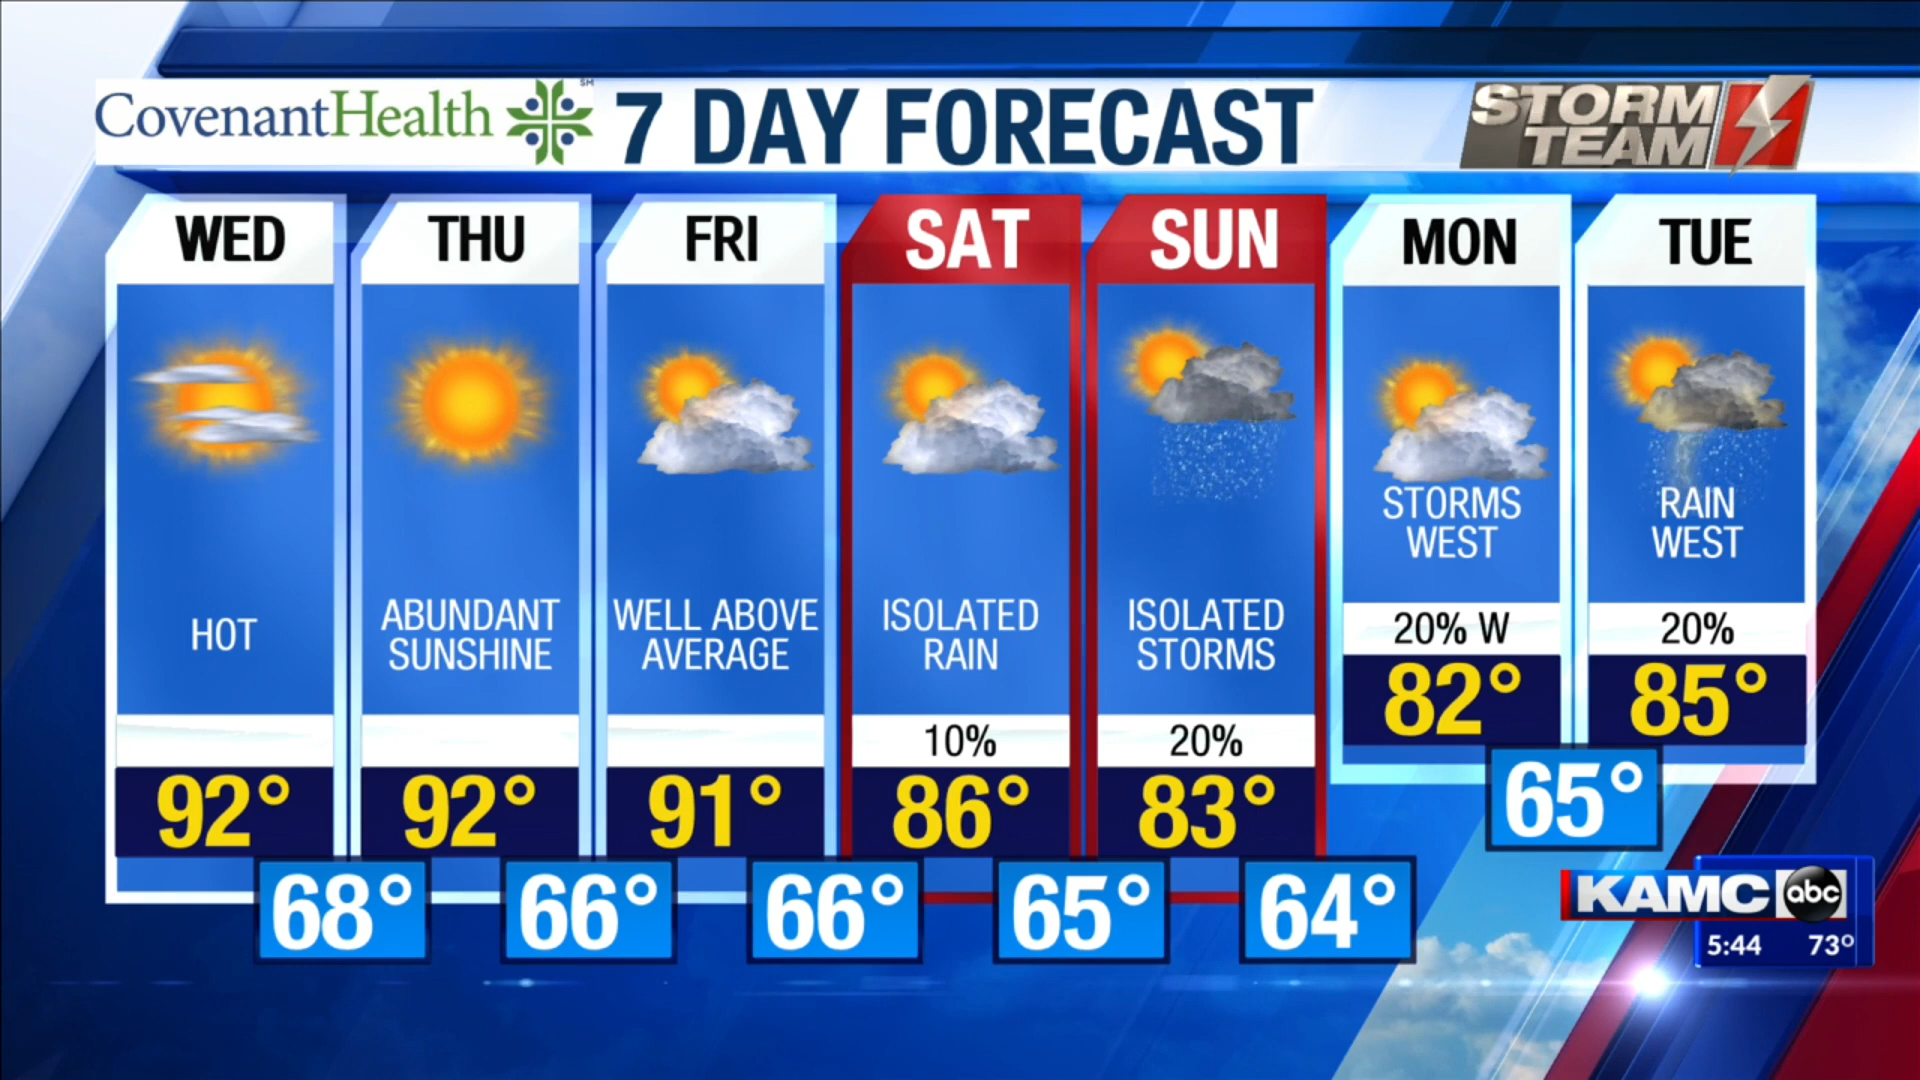 CovenantHealth SM
7 DAY FORECAST
STORM
TEAM
WED
HOT
92°
68°
THU
ABUNDANT
SUNSHINE
92°
66°
FRI
WELL ABOVE
AVERAGE
91°
66°
SAT
ISOLATED
RAIN
10%
86°
65°
SUN
ISOLATED
STORMS
20%
83°
64°
MON
STORMS
WEST
20% W
82°
65°
TUE
RAIN
WEST
20%
85°
KAMC abc
5:44 73°